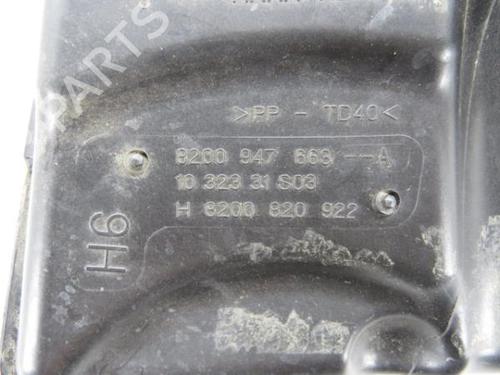 PARTS
>PP - TD40<
8200 947 663--A
10 323 31 S03
H 8200 820 922
H6